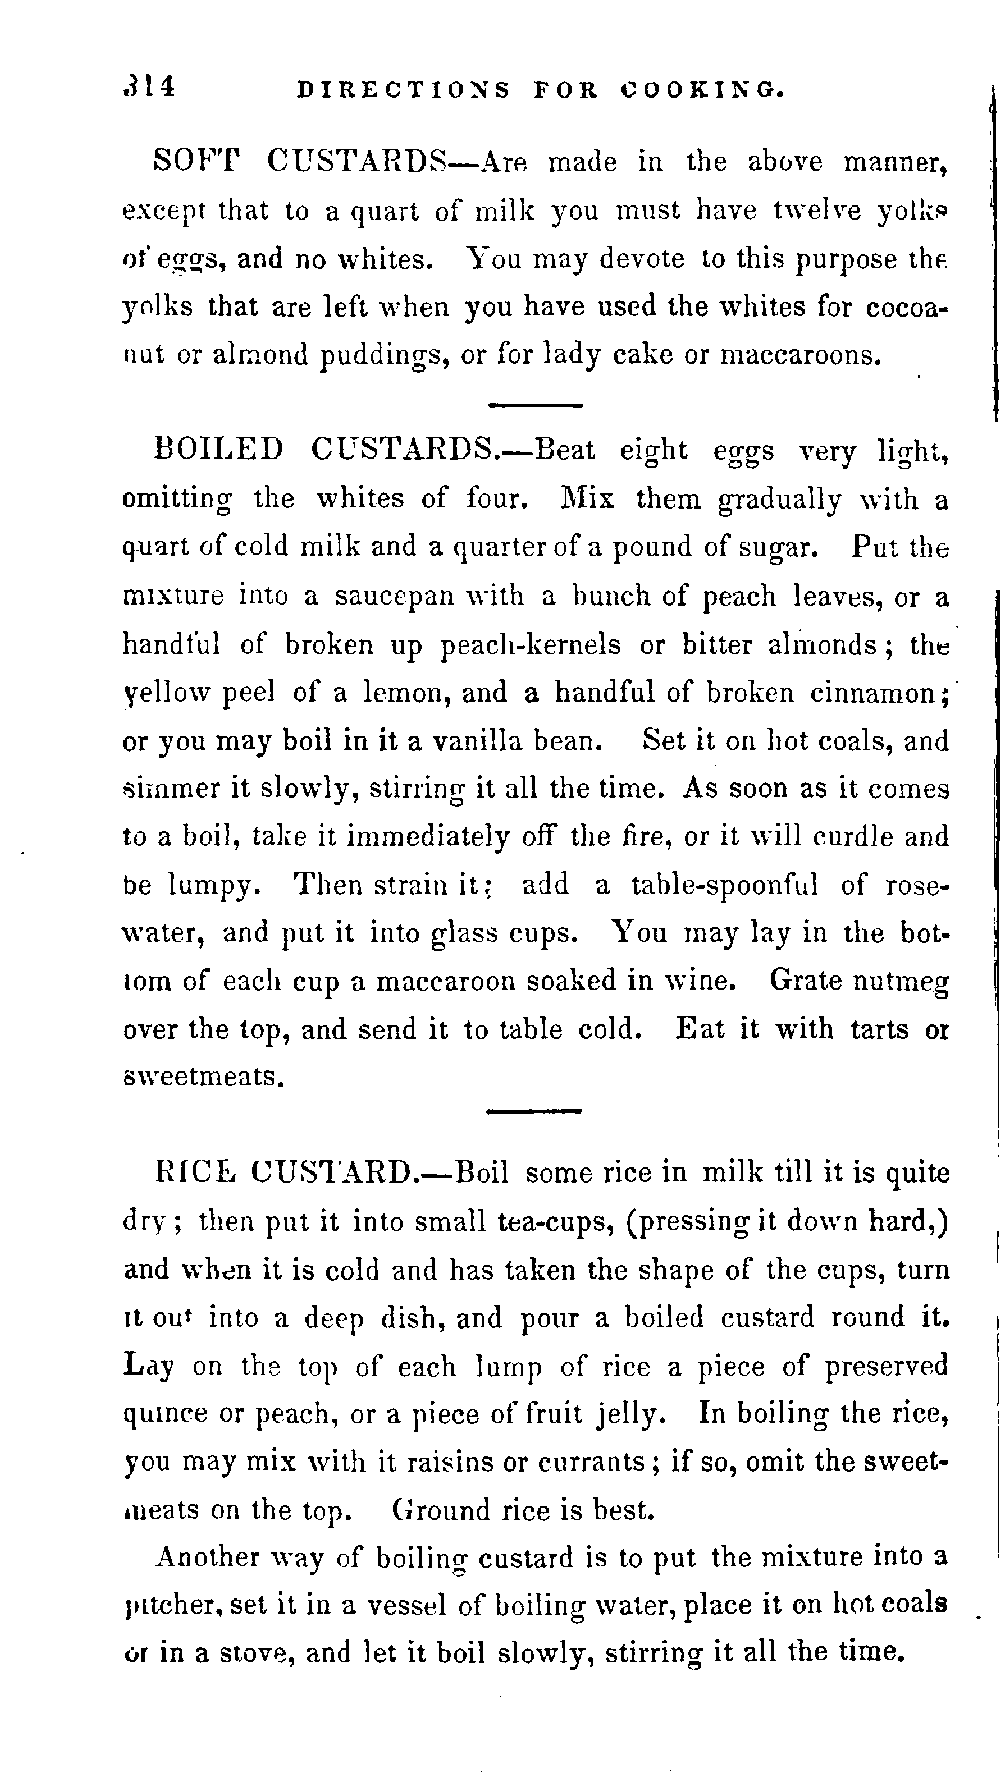 314 DIRECTIONS FOR COOKING.
SOFT CUSTARDS—Are made in the above manner,
except that to a quart of milk you must have twelve yolks
of eggs, and no whites. You may devote to this purpose the
yolks that are left when you have used the whites for cocoa-
nut or almond puddings, or for lady cake or maccaroons.
BOILED CUSTARDS.—Beat eight eggs very light,
omitting the whites of four. Mix them gradually with a
quart of cold milk and a quarter of a pound of sugar. Put the
mixture into a saucepan with a bunch of peach leaves, or a
handful of broken up peach-kernels or bitter almonds; the
yellow peel of a lemon, and a handful of broken cinnamon;
or you may boil in it a vanilla bean. Set it on hot coals, and
simmer it slowly, stirring it all the time. As soon as it comes
to a boil, take it immediately off the fire, or it will curdle and
be lumpy. Then strain it; add a table-spoonful of rose-
water, and put it into glass cups. You may lay in the bot-
tom of each cup a maccaroon soaked in wine. Grate nutmeg
over the top, and send it to table cold. Eat it with tarts or
sweetmeats.
RICE CUSTARD.—Boil some rice in milk till it is quite
dry; then put it into small tea-cups, (pressing it down hard,)
and when it is cold and has taken the shape of the cups, turn
it out into a deep dish, and pour a boiled custard round it.
Lay on the top of each lump of rice a piece of preserved
quince or peach, or a piece of fruit jelly. In boiling the rice,
you may mix with it raisins or currants; if so, omit the sweet-
meats on the top. Ground rice is best.
Another way of boiling custard is to put the mixture into a
pitcher, set it in a vessel of boiling water, place it on hot coals
or in a stove, and let it boil slowly, stirring it all the time.